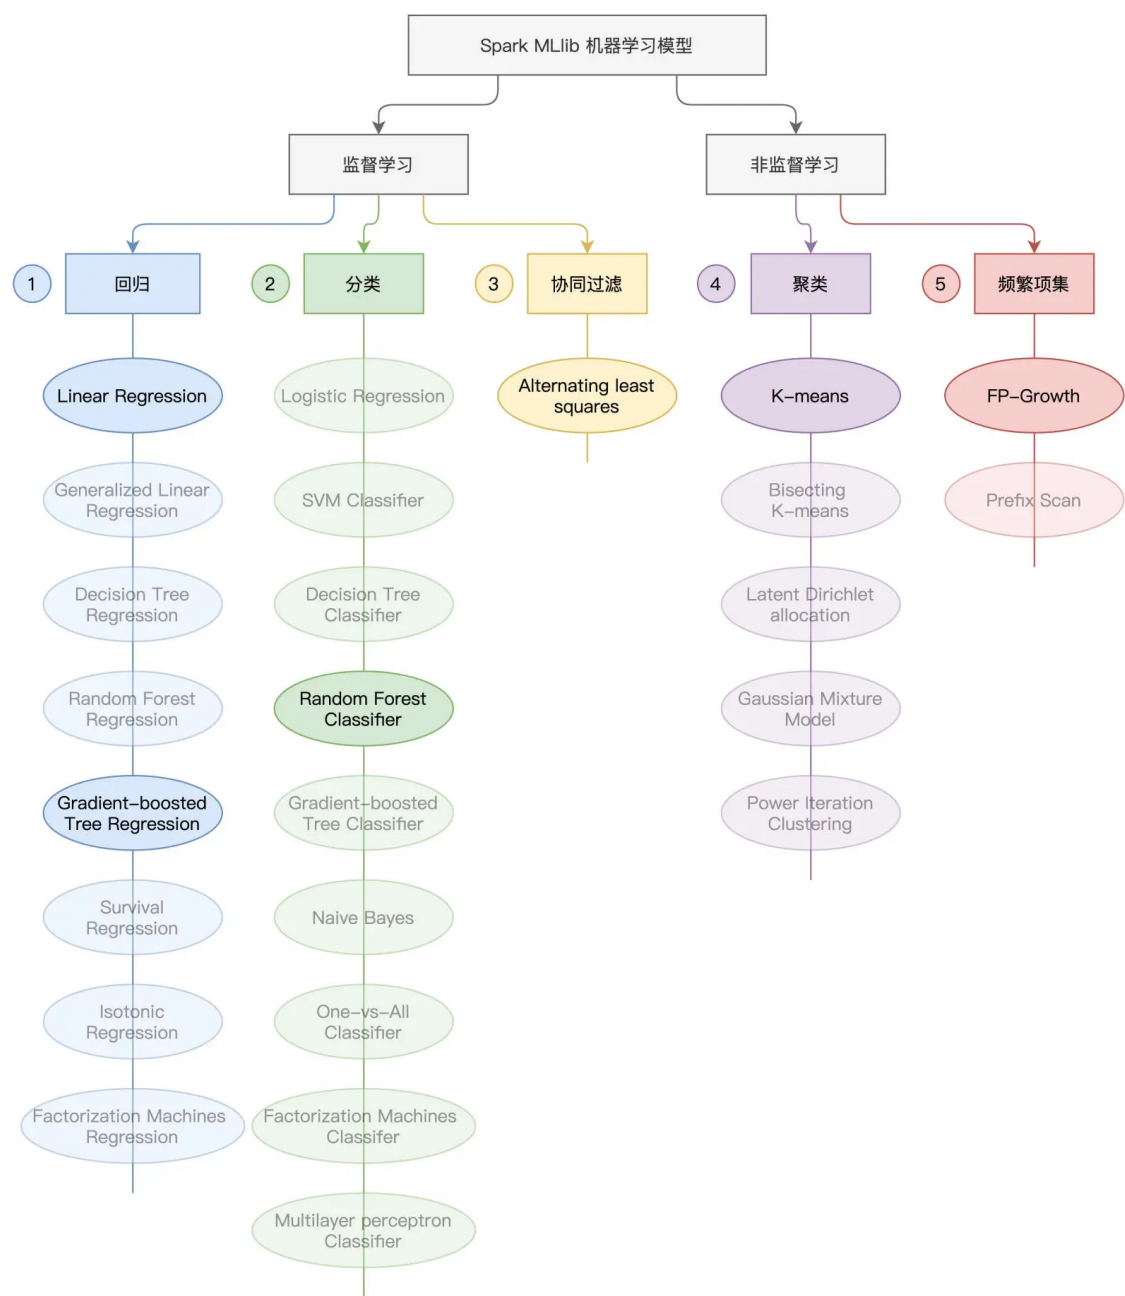 Spark MLlib 机器学习模型
监督学习
非监督学习
1
回归
2
分类
3
协同过滤
4
聚类
5
频繁项集
Linear Regression
Generalized Linear
Regression
Decision Tree
Regression
Random Forest
Regression
Gradient-boosted
Tree Regression
Survival
Regression
Isotonic
Regression
Factorization Machines
Regression
Logistic Regression
SVM Classifier
Decision Tree
Classifier
Random Forest
Classifier
Gradient-boosted
Tree Classifier
Naive Bayes
One-vs-All
Classifier
Factorization Machines
Classifer
Multilayer perceptron
Classifier
Alternating least
squares
K-means
Bisecting
K-means
Latent Dirichlet
allocation
Gaussian Mixture
Model
Power Iteration
Clustering
FP-Growth
Prefix Scan